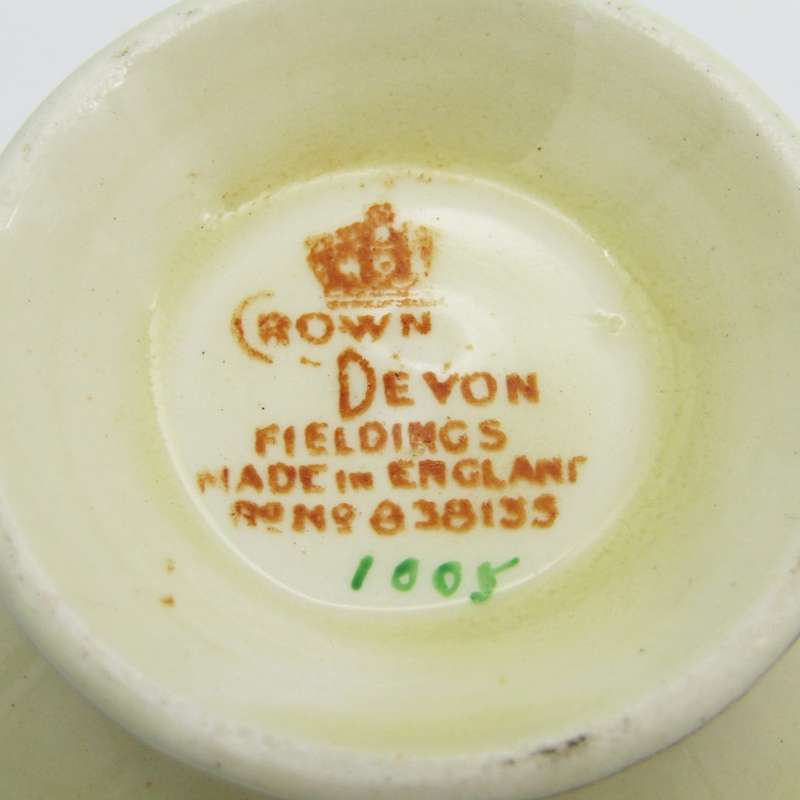 CROWN
DEVON
FIELDINGS
MADE IN ENGLAND
Rd No 838135
1005